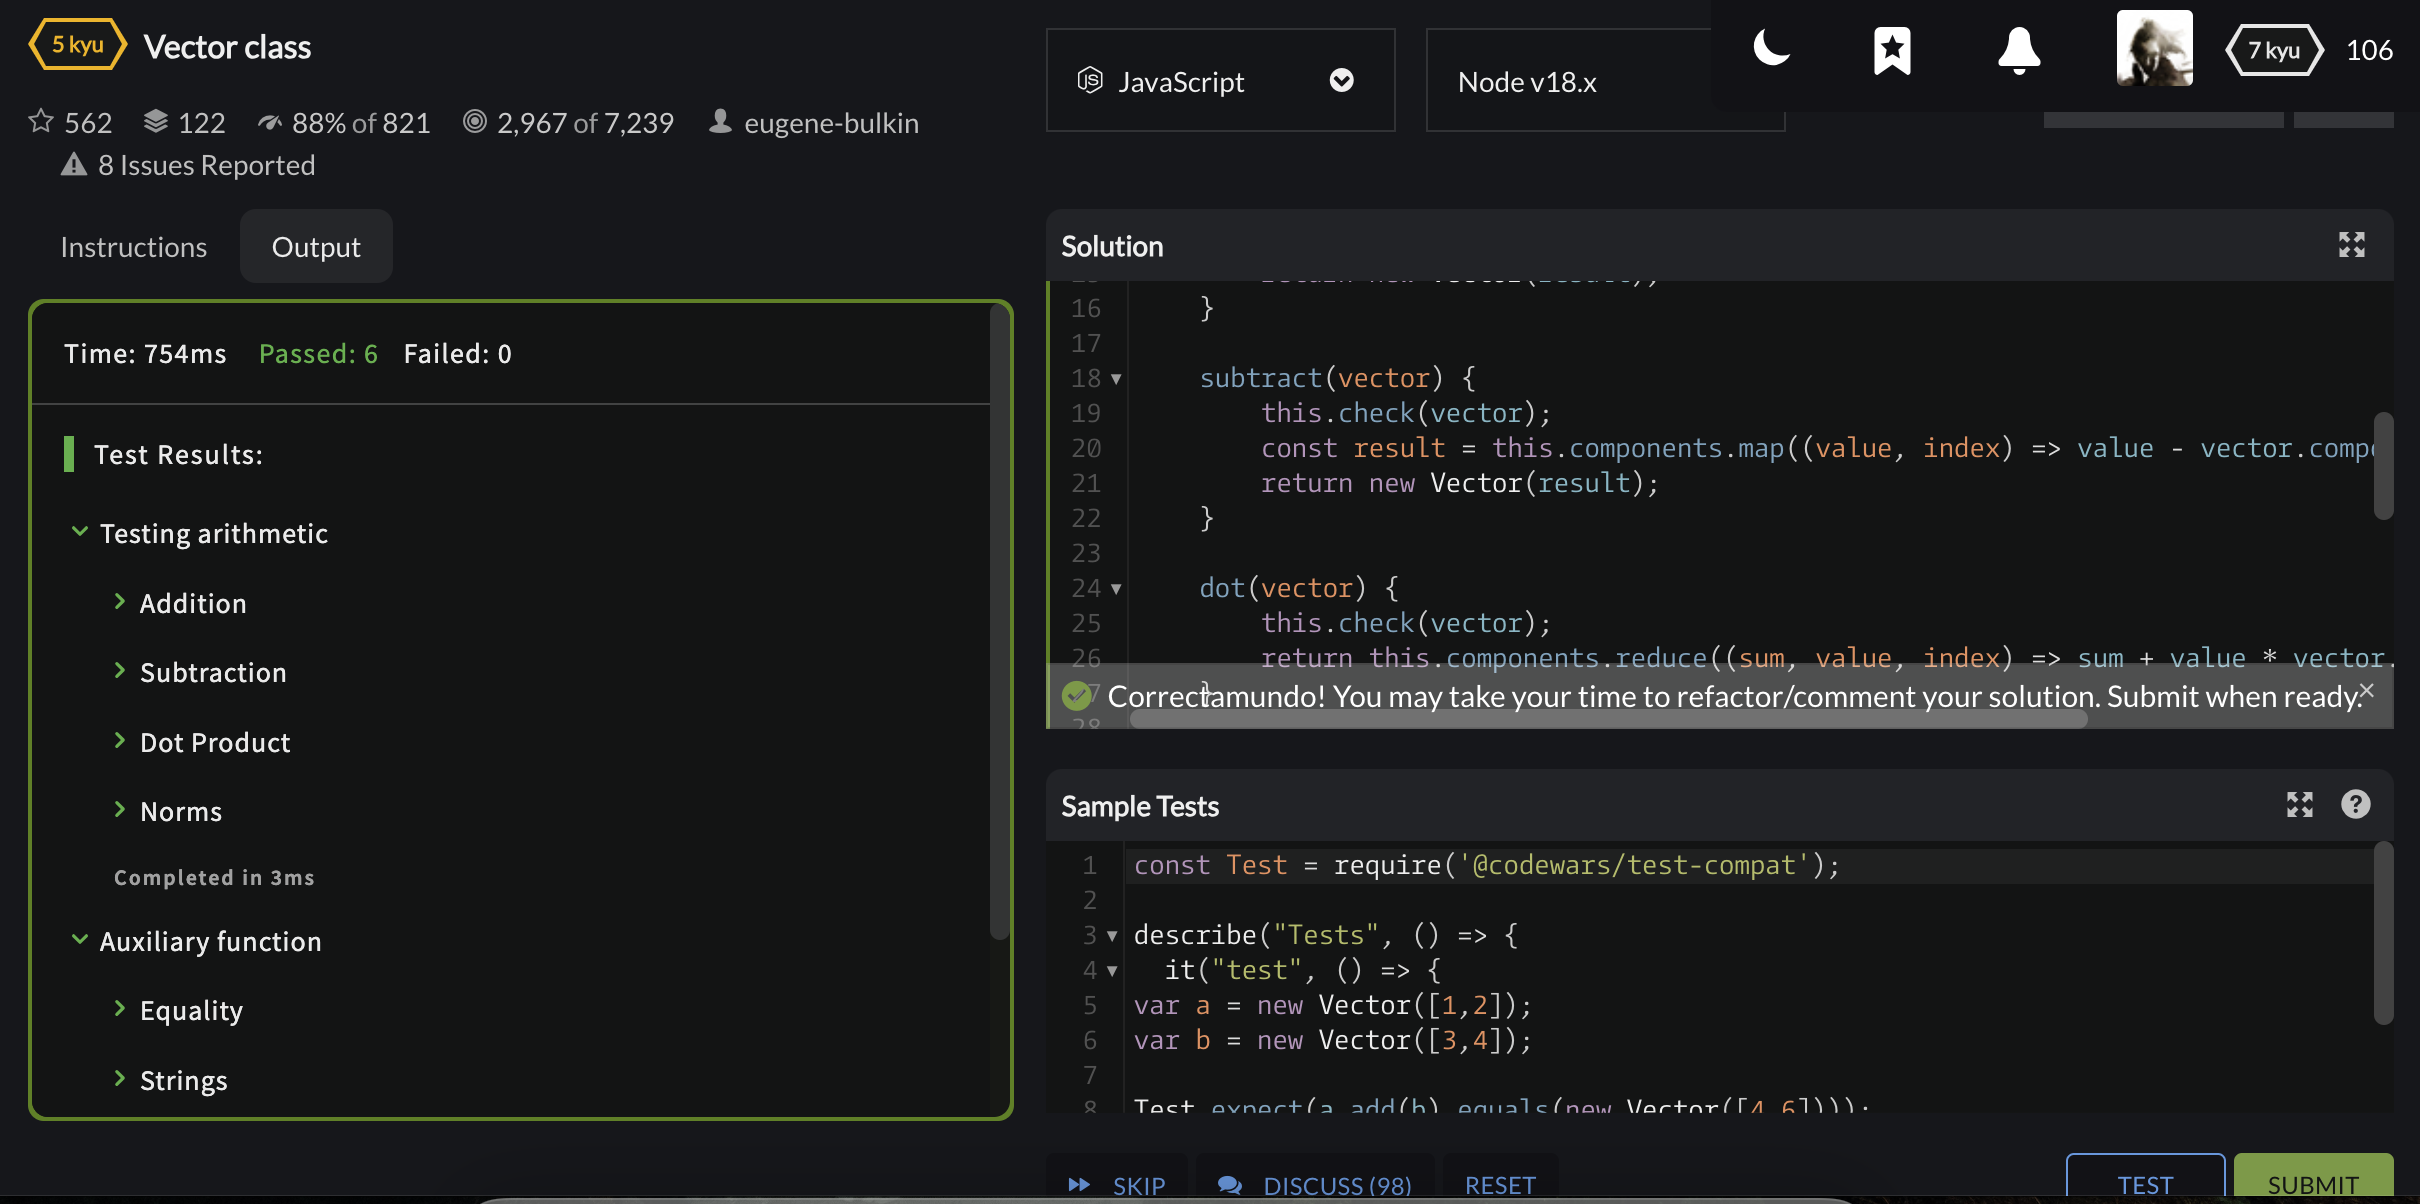 5 kyu Vector class
562 122 88% of 821 2,967 of 7,239 eugene-bulkin
8 Issues Reported
JavaScript
Node v18.x
7 kyu 106
Instructions Output
Time: 754ms Passed: 6 Failed: 0
Test Results:
Testing arithmetic
Addition
Subtraction
Dot Product
Norms
Completed in 3ms
Auxiliary function
Equality
Strings
Solution
16 }
17
18 subtract(vector) {
19 this.check(vector);
20 const result = this.components.map((value, index) => value - vector.comp
21 return new Vector(result);
22 }
23
24 dot(vector) {
25 this.check(vector);
26 return this.components.reduce((sum, value, index) => sum + value * vector.
Correctamundo! You may take your time to refactor/comment your solution. Submit when ready.
28
Sample Tests
1 const Test = require('@codewars/test-compat');
2
3 describe("Tests", () => {
4 it("test", () => {
5 var a = new Vector([1,2]);
6 var b = new Vector([3,4]);
7
8 Test.expect(a.add(b).equals(new Vector([4,6])));
SKIP DISCUSS (98) RESET TEST SUBMIT